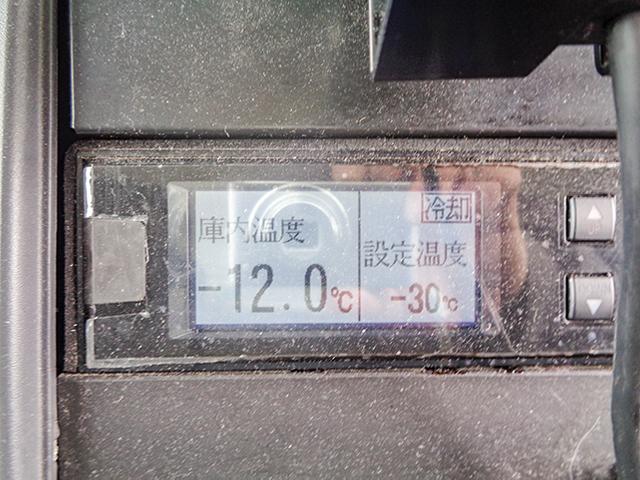 庫内温度
-12.0℃
冷却
設定温度
-30℃